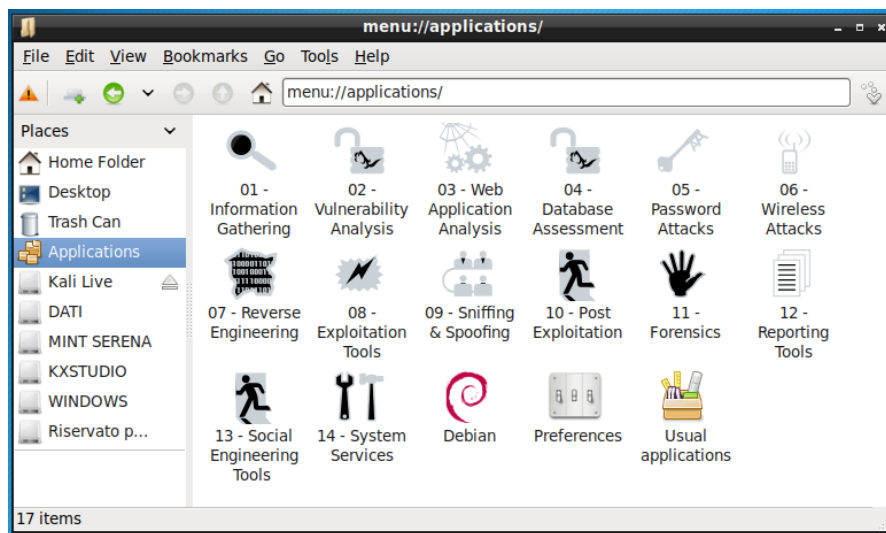 menu://applications/
File Edit View Bookmarks Go Tools Help
menu://applications/
Places
Home Folder
Desktop
Trash Can
Applications
Kali Live
DATI
MINT SERENA
KXSTUDIO
WINDOWS
Riservato p...
01 -
Information
Gathering
02 -
Vulnerability
Analysis
03 - Web
Application
Analysis
04 -
Database
Assessment
05 -
Password
Attacks
06 -
Wireless
Attacks
07 - Reverse
Engineering
08 -
Exploitation
Tools
09 - Sniffing
& Spoofing
10 - Post
Exploitation
11 -
Forensics
12 -
Reporting
Tools
13 - Social
Engineering
Tools
14 - System
Services
Debian
Preferences
Usual
applications
17 items